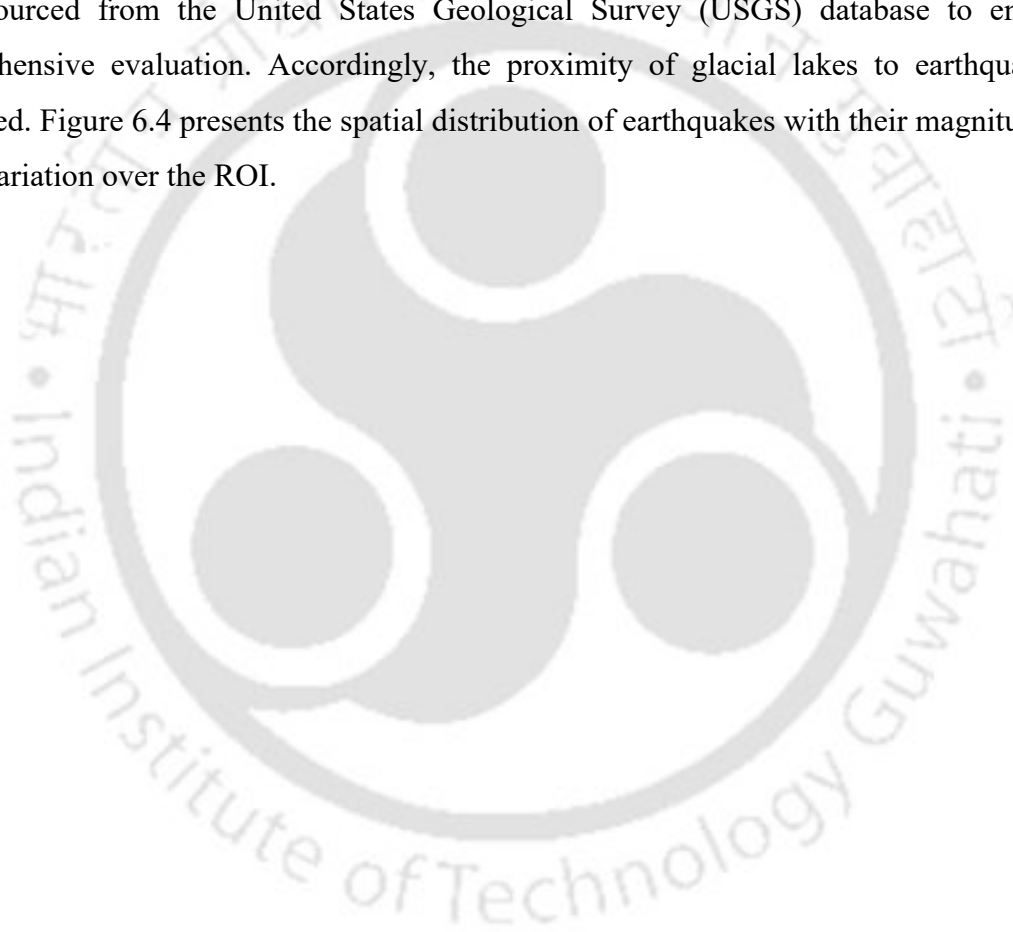 ourced from the United States Geological Survey (USGS) database to en
hensive evaluation. Accordingly, the proximity of glacial lakes to earthqua
ed. Figure 6.4 presents the spatial distribution of earthquakes with their magnitu
ariation over the ROI.
• Indian Institute of Technology Guwahati •